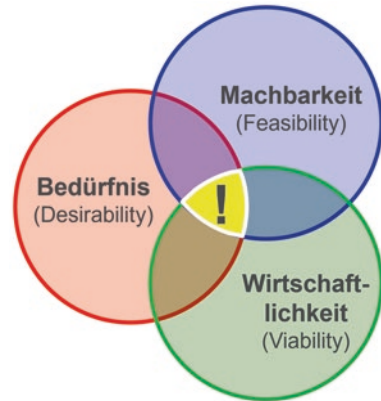 Machbarkeit
(Feasibility)
Bedürfnis
(Desirability)
!
Wirtschaft-
lichkeit
(Viability)